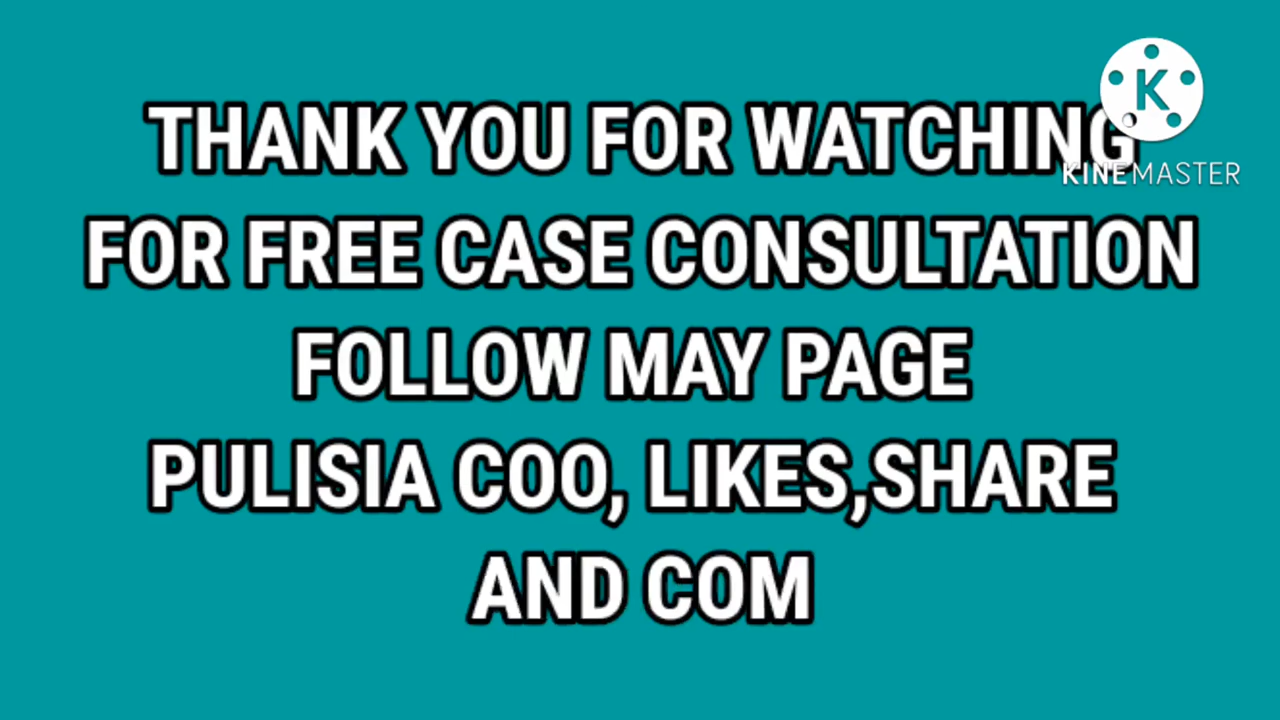 THANK YOU FOR WATCHING
FOR FREE CASE CONSULTATION
FOLLOW MAY PAGE
PULISIA COO, LIKES,SHARE
AND COM
K
KINEMASTER